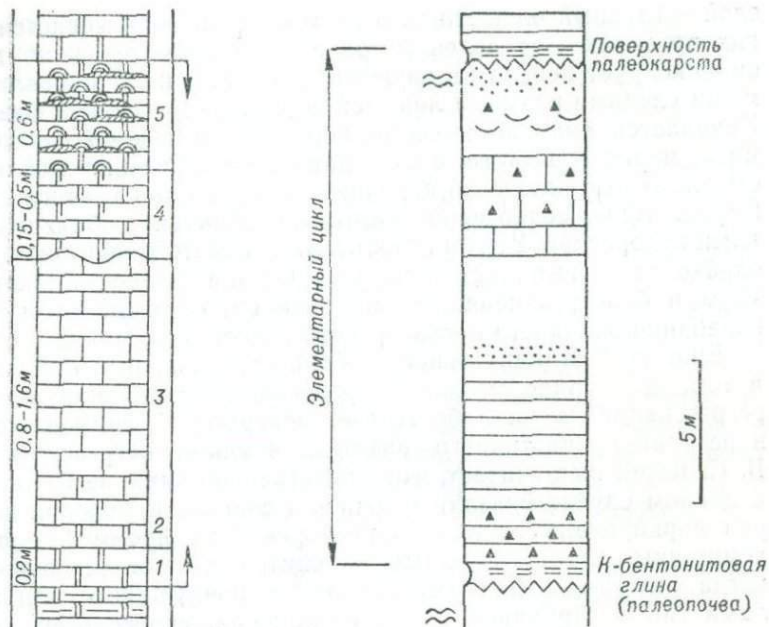 0,6м
5
0,15-0,5м
4
0,8-1,6м
3
2
0,2м
1
Элементарный цикл
Поверхность
палеокарста
5м
К-бентонитовая
глина
(палеопочва)